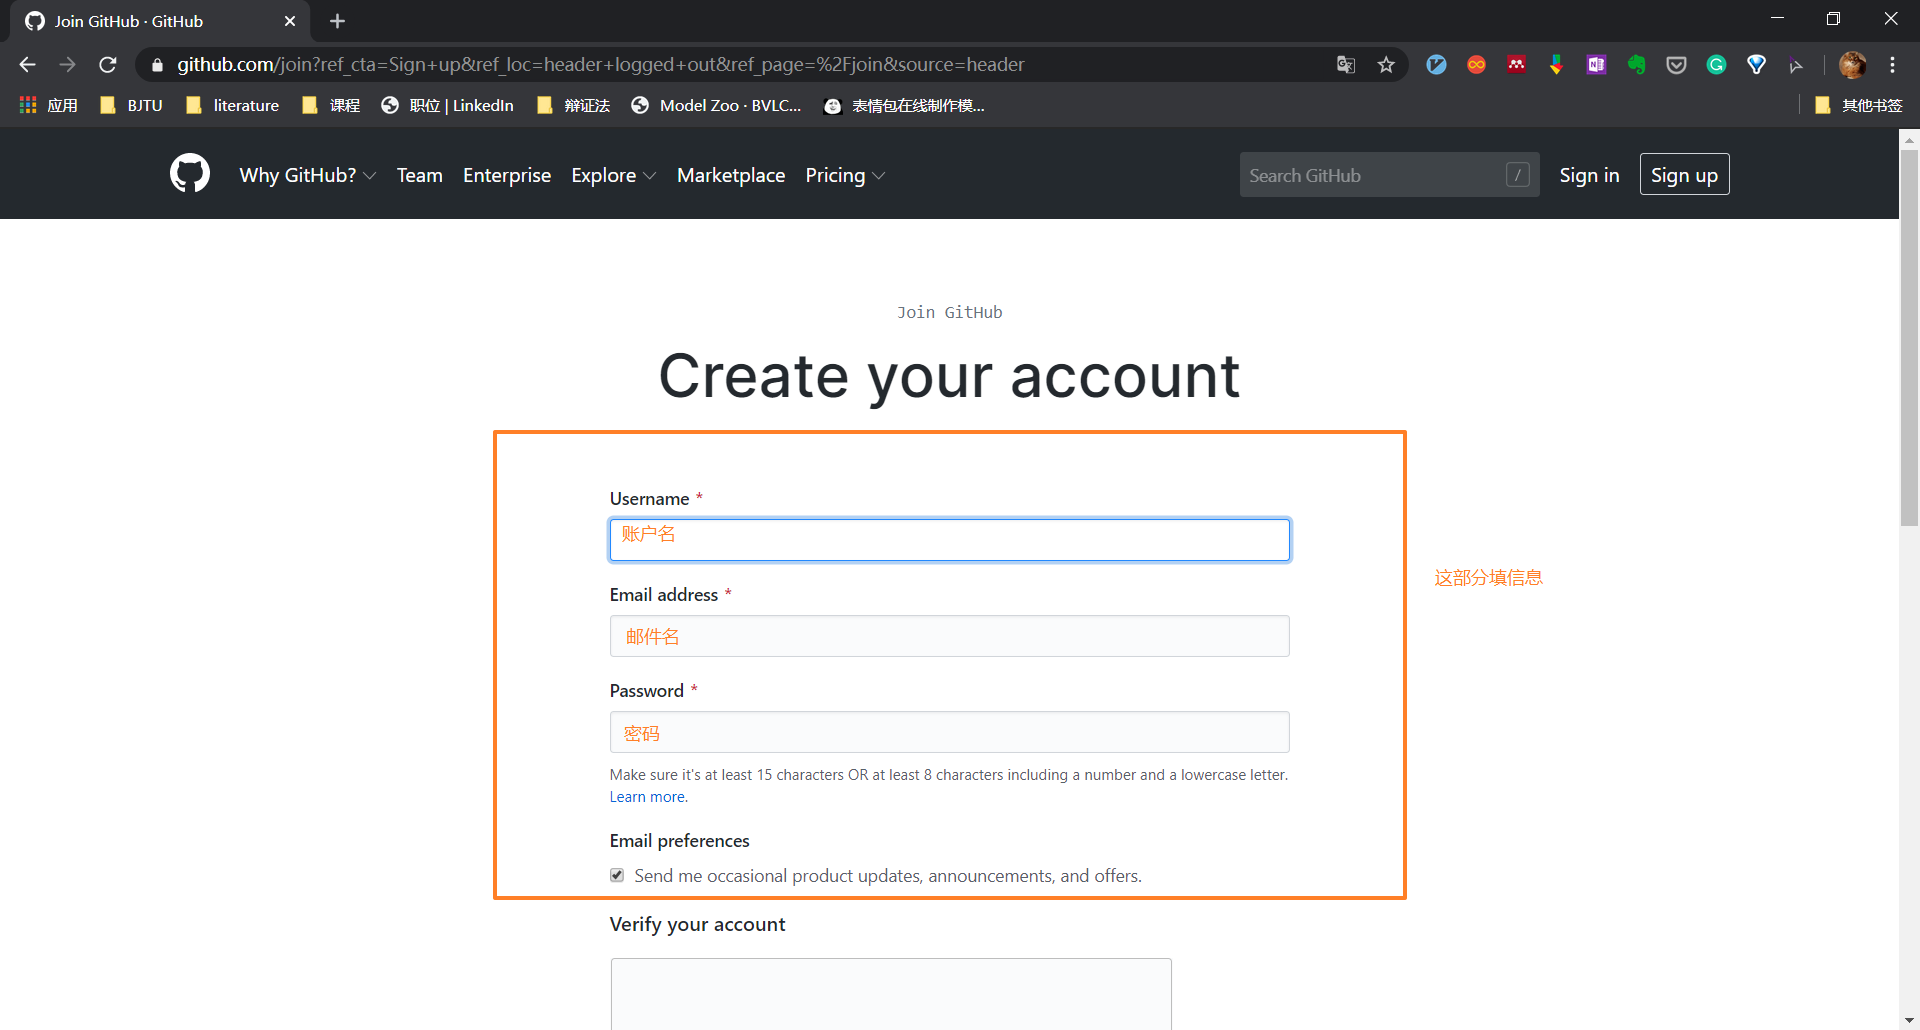 Join GitHub · GitHub
github.com/join?ref_cta=Sign+up&ref_loc=header+logged+out&ref_page=%2Fjoin&source=header
应用 BJTU literature 课程 职位 | LinkedIn 辩证法 Model Zoo · BVLC... 表情包在线制作模... 其他书签
Why GitHub? Team Enterprise Explore Marketplace Pricing Search GitHub / Sign in Sign up
Join GitHub
Create your account
Username *
账户名
这部分填信息
Email address *
邮件名
Password *
密码
Make sure it's at least 15 characters OR at least 8 characters including a number and a lowercase letter.
Learn more.
Email preferences
Send me occasional product updates, announcements, and offers.
Verify your account